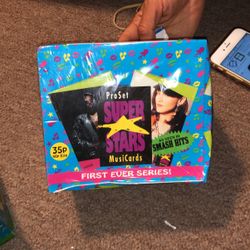 ProSet
SUPER
STARS
MusiCards
35p
SMASH HITS
FIRST EVER SERIES!